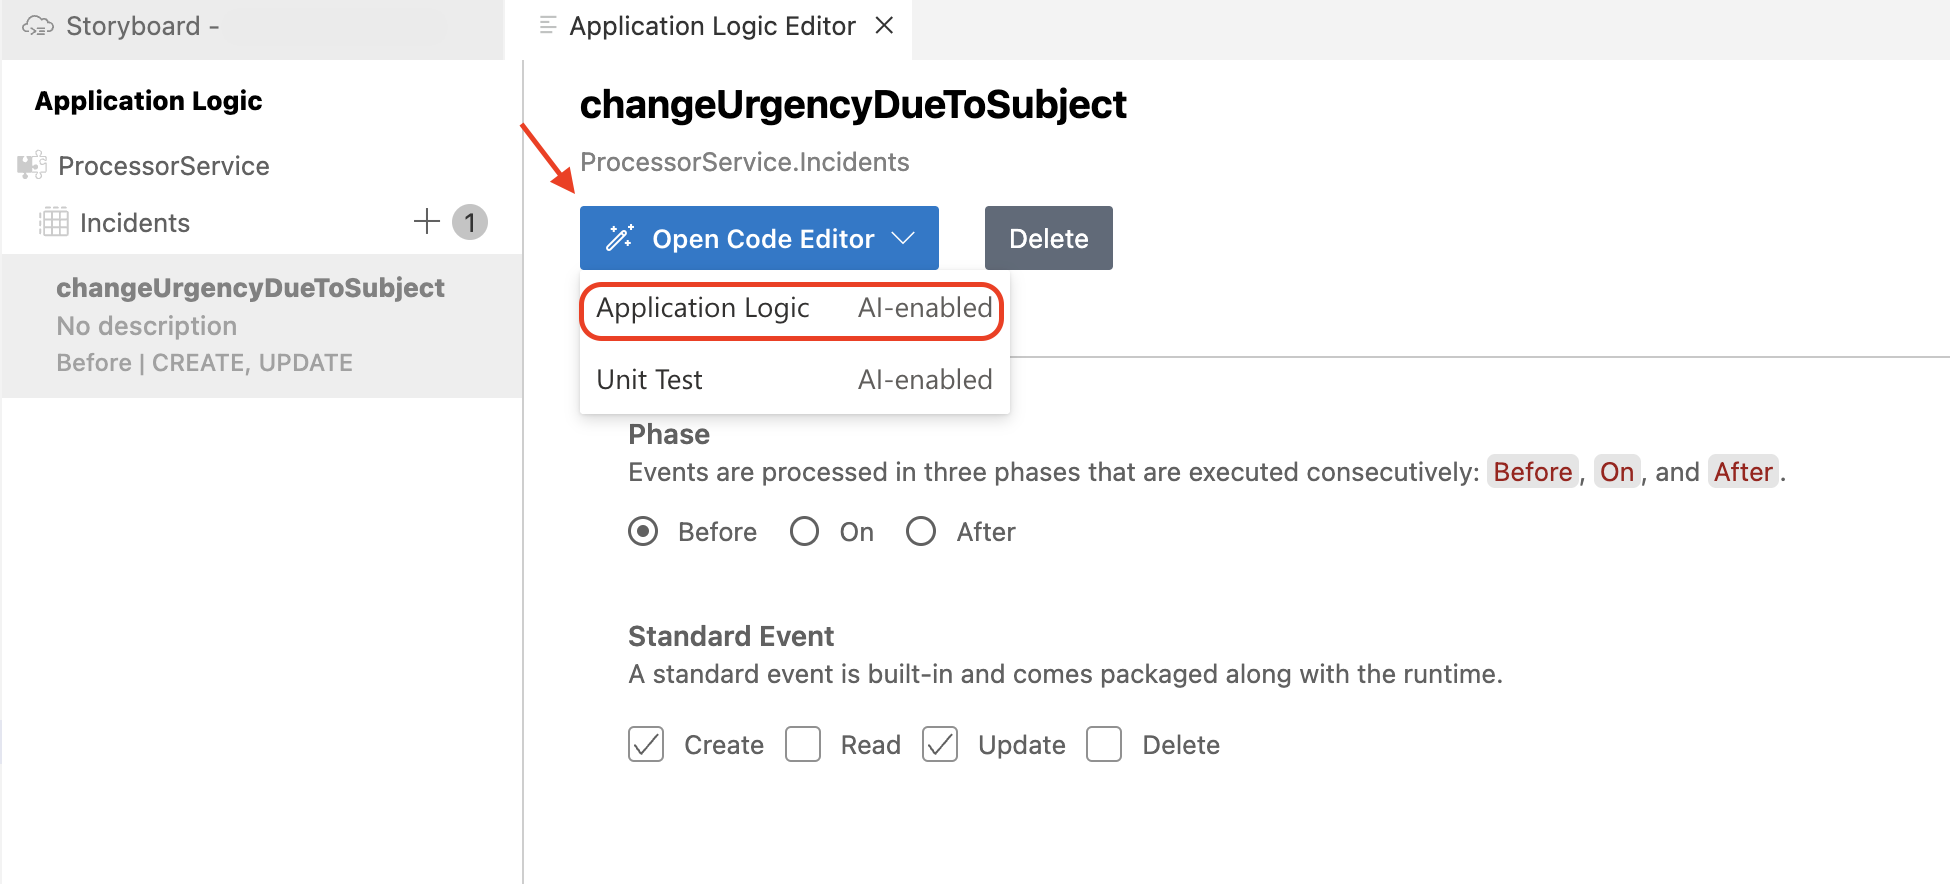 Storyboard -
Application Logic Editor
Application Logic
ProcessorService
Incidents
1
changeUrgencyDueToSubject
No description
Before | CREATE, UPDATE
changeUrgencyDueToSubject
ProcessorService.Incidents
Open Code Editor
Delete
Application Logic AI-enabled
Unit Test AI-enabled
Phase
Events are processed in three phases that are executed consecutively: Before, On, and After.
Before On After
Standard Event
A standard event is built-in and comes packaged along with the runtime.
Create Read Update Delete